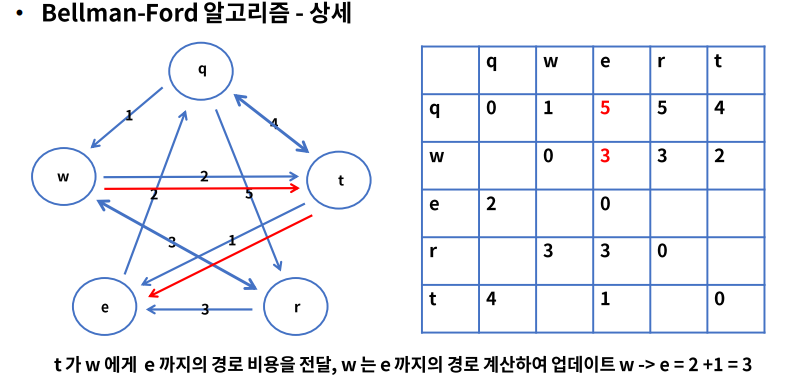 • Bellman-Ford 알고리즘 - 상세
q
1
4
w
2
t
2
5
3
1
e
3
r
q w e r t
q 0 1 5 5 4
w 0 3 3 2
e 2 0
r 3 3 0
t 4 1 0
t 가 w 에게 e 까지의 경로 비용을 전달, w 는 e 까지의 경로 계산하여 업데이트 w -> e = 2 +1 = 3